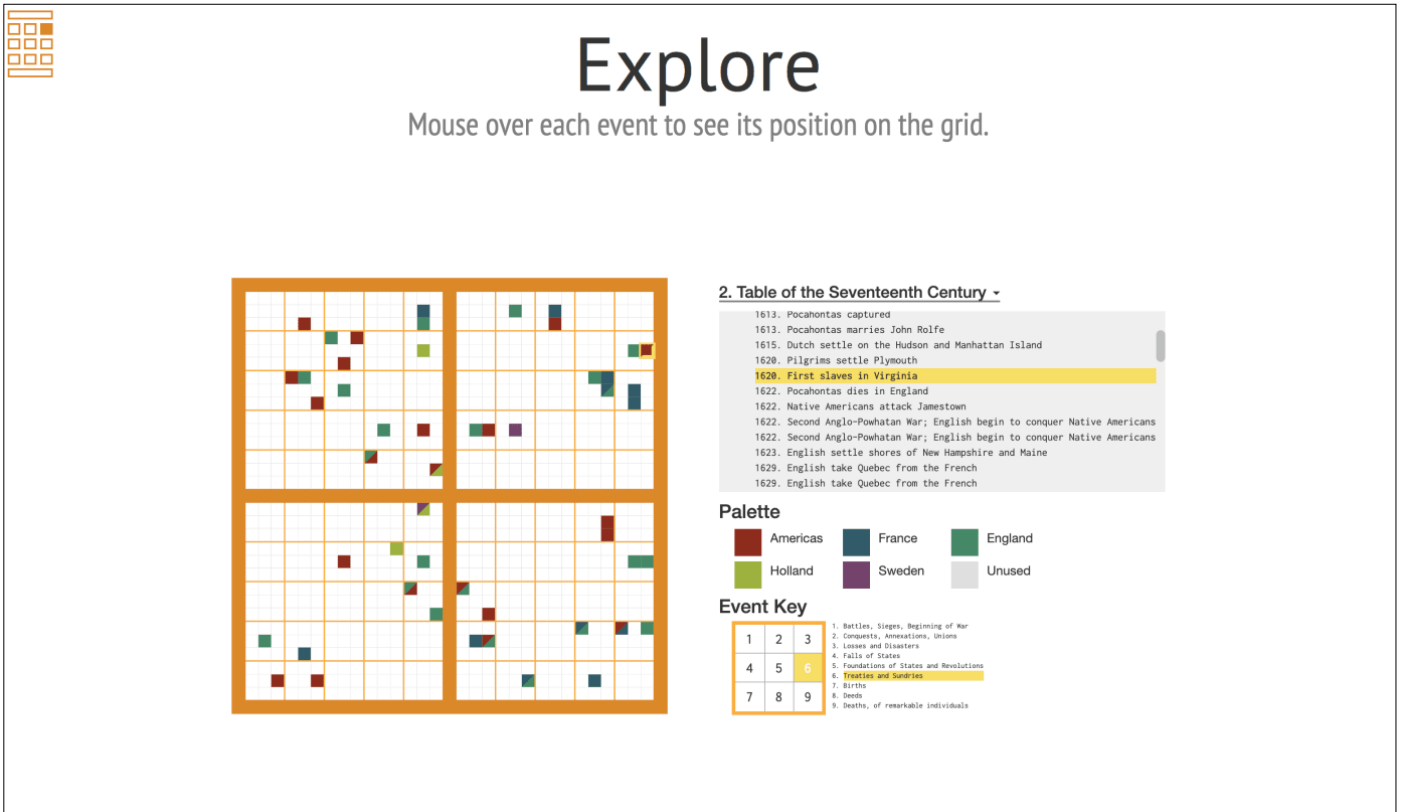 Explore
Mouse over each event to see its position on the grid.
2. Table of the Seventeenth Century
1613. Pocahontas captured
1613. Pocahontas marries John Rolfe
1615. Dutch settle on the Hudson and Manhattan Island
1620. Pilgrims settle Plymouth
1620. First slaves in Virginia
1622. Pocahontas dies in England
1622. Native Americans attack Jamestown
1622. Second Anglo-Powhatan War; English begin to conquer Native Americans
1622. Second Anglo-Powhatan War; English begin to conquer Native Americans
1623. English settle shores of New Hampshire and Maine
1629. English take Quebec from the French
1629. English take Quebec from the French
Palette
Americas France England
Holland Sweden Unused
Event Key
1 2 3
4 5 6
7 8 9
1. Battles, Sieges, Beginning of War
2. Conquests, Annexations, Unions
3. Losses and Disasters
4. Falls of States
5. Foundations of States and Revolutions
6. Treaties and Sundries
7. Births
8. Deeds
9. Deaths, of remarkable individuals